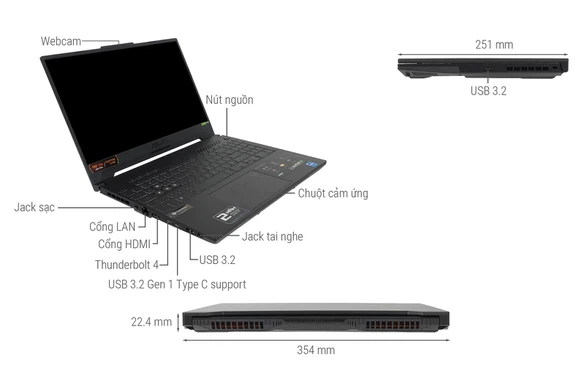 Webcam
251 mm
USB 3.2
Nút nguồn
Chuột cảm ứng
Jack sạc
Cổng LAN
Cổng HDMI
Jack tai nghe
Thunderbolt 4
USB 3.2
USB 3.2 Gen 1 Type C support
22.4 mm
354 mm